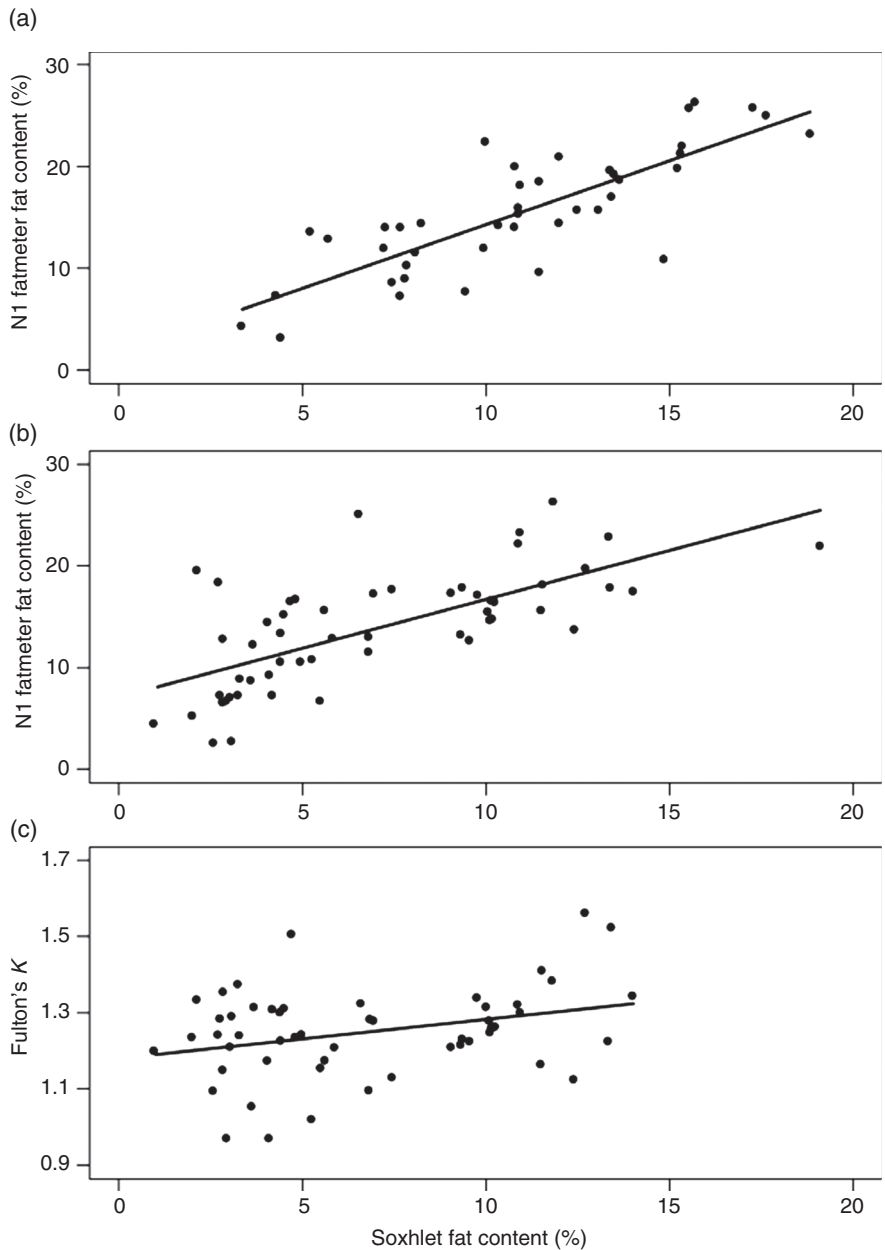 (a)
N1 fatmeter fat content (%)
30
20
10
0
0 5 10 15 20
(b)
N1 fatmeter fat content (%)
30
20
10
0
0 5 10 15 20
(c)
Fulton's K
1.7
1.5
1.3
1.1
0.9
0 5 10 15 20
Soxhlet fat content (%)